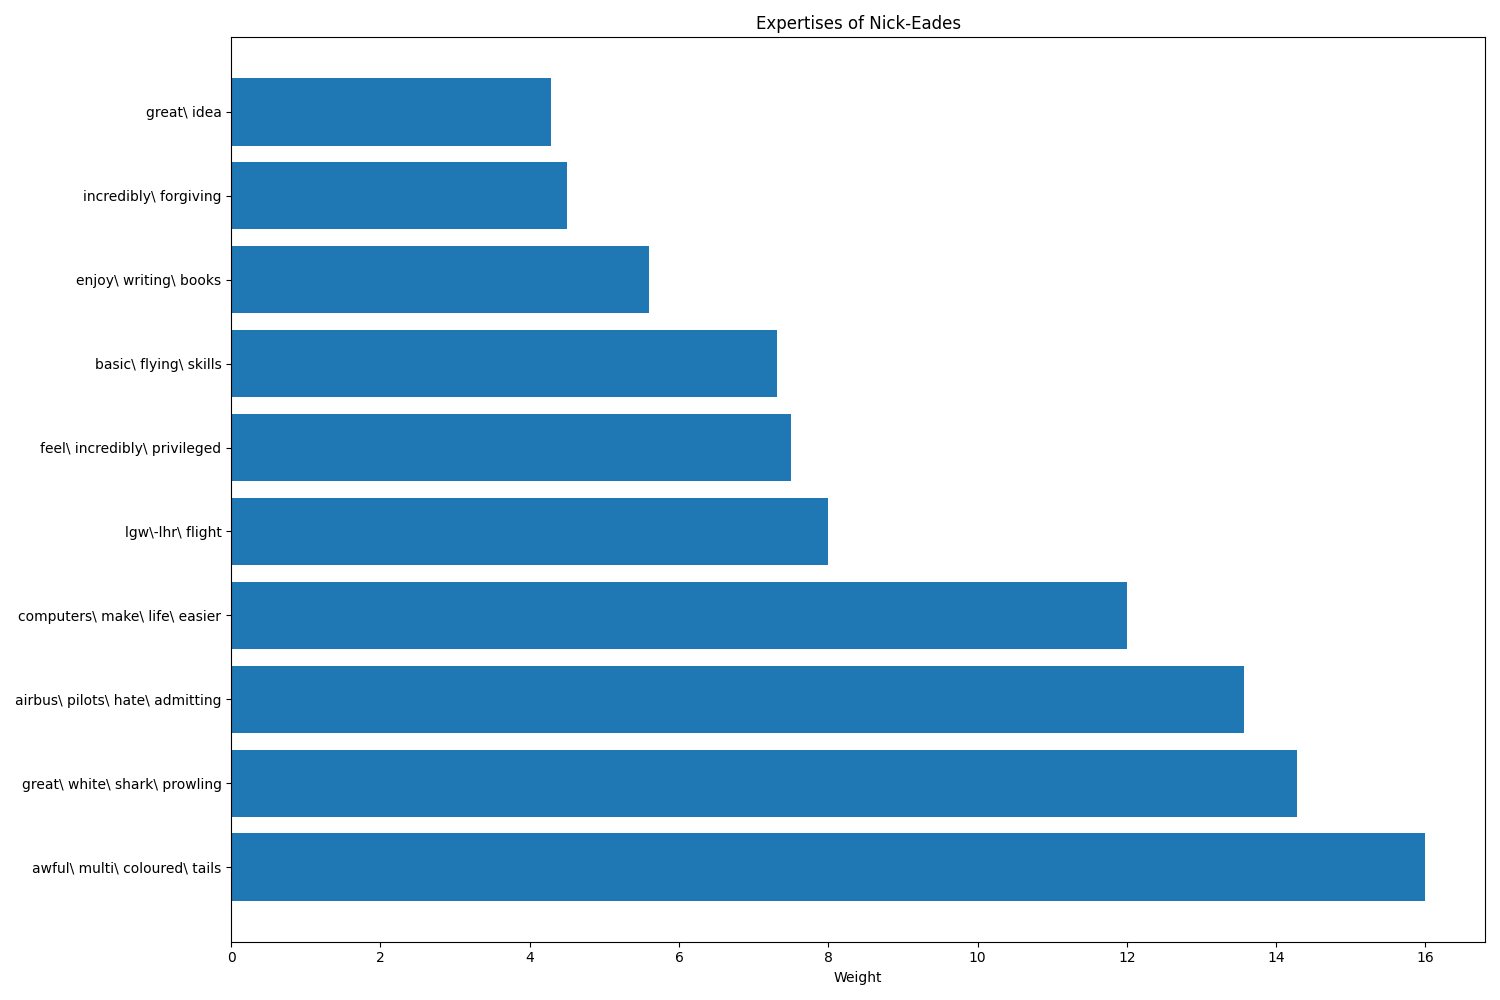 Expertises of Nick-Eades
great\ idea
incredibly\ forgiving
enjoy\ writing\ books
basic\ flying\ skills
feel\ incredibly\ privileged
lgw\-lhr\ flight
computers\ make\ life\ easier
airbus\ pilots\ hate\ admitting
great\ white\ shark\ prowling
awful\ multi\ coloured\ tails
0 2 4 6 8 10 12 14 16
Weight